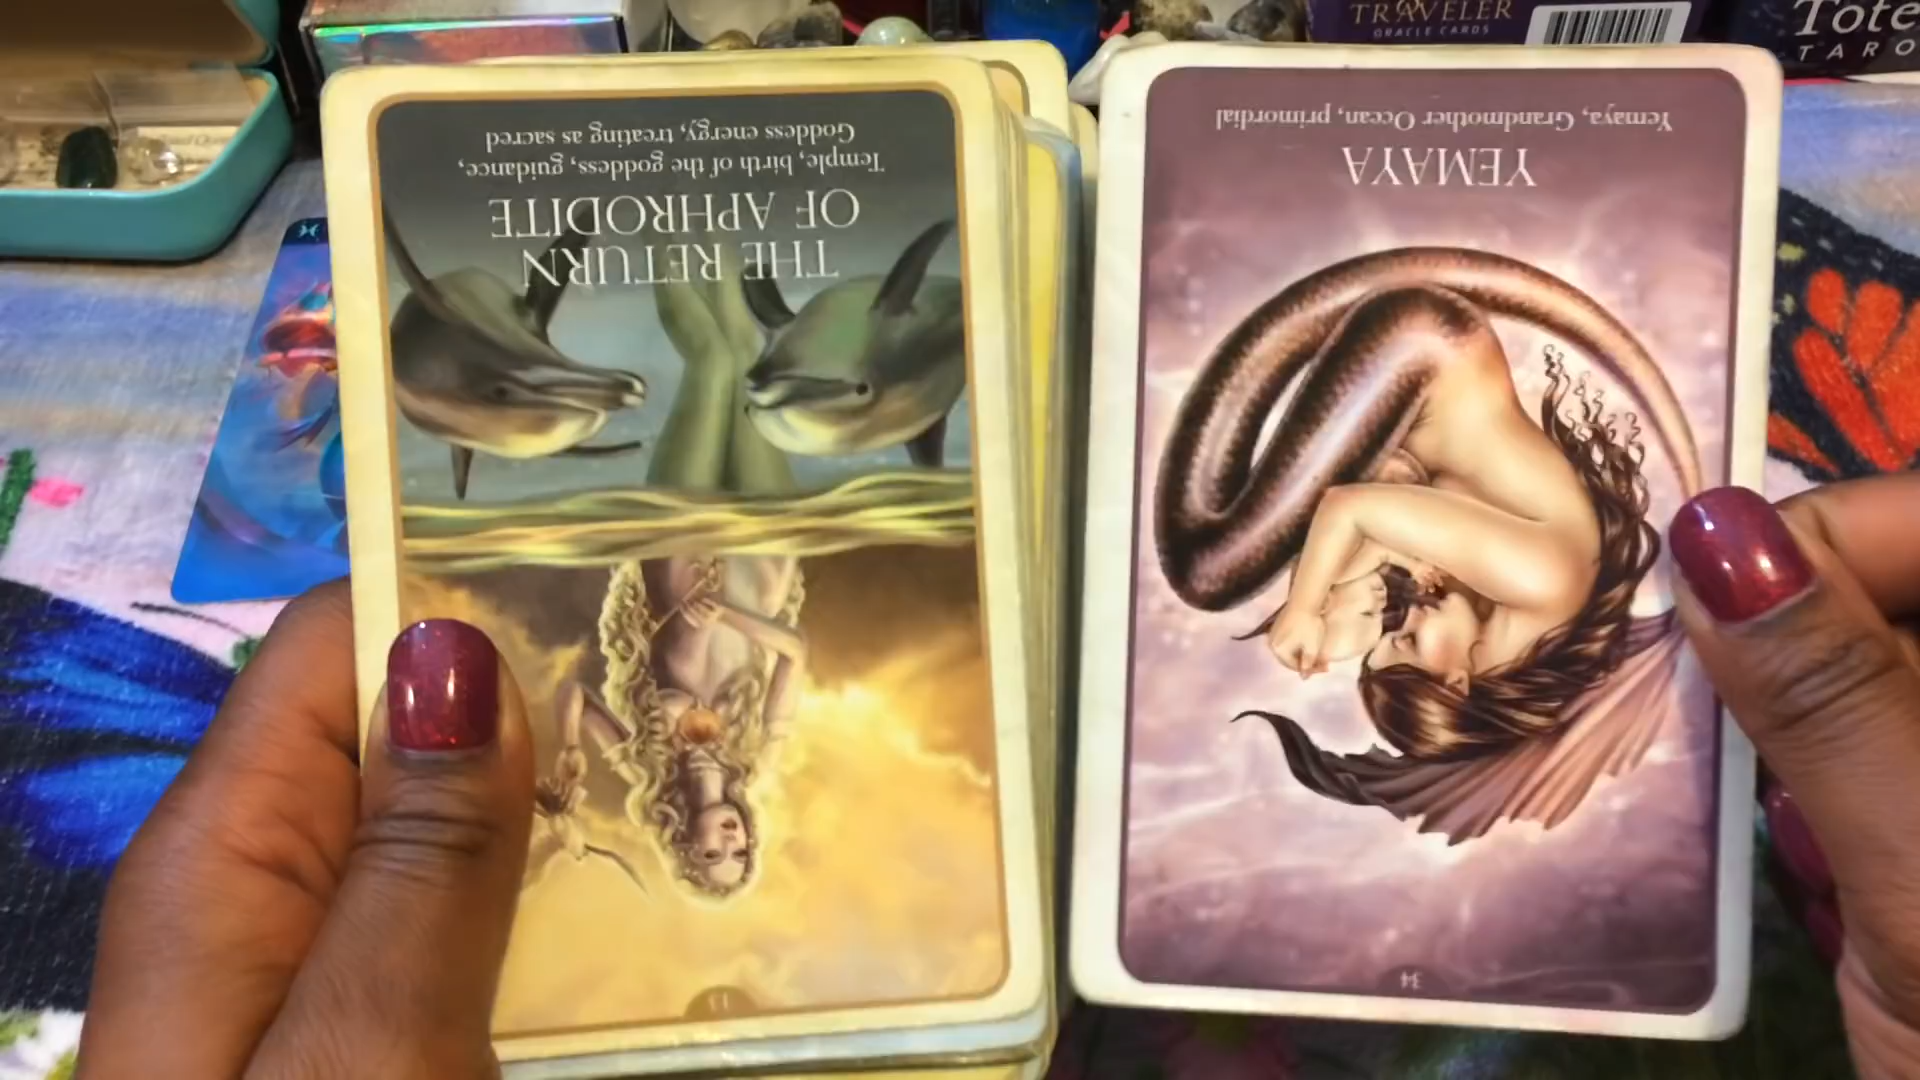 TRAVELER
ORACLE CARDS
Tote
TARO
THE RETURN
OF APHRODITE
Temple, birth of the goddess, guidance,
Goddess energy, treating as sacred
YEMAYA
Yemaya, Grandmother Ocean, primordial
34